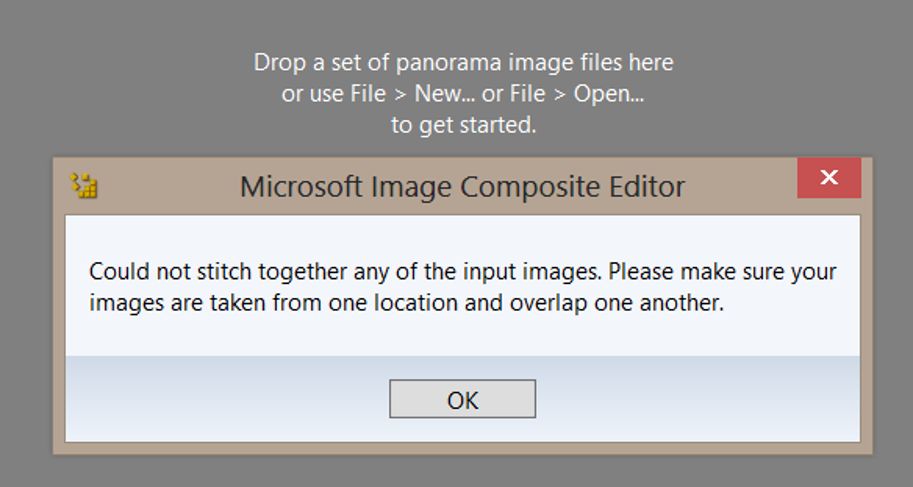 Drop a set of panorama image files here
or use File > New... or File > Open...
to get started.
Microsoft Image Composite Editor
Could not stitch together any of the input images. Please make sure your
images are taken from one location and overlap one another.
OK